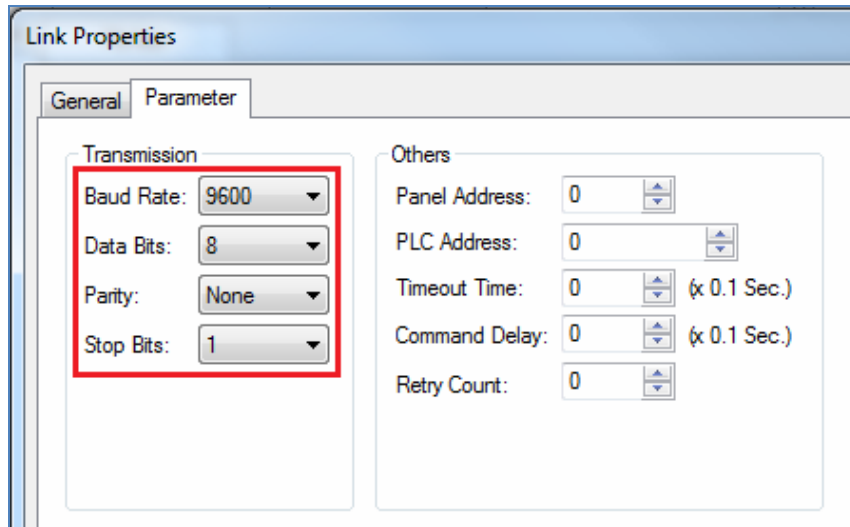 Link Properties
General Parameter
Transmission
Baud Rate: 9600
Data Bits: 8
Parity: None
Stop Bits: 1
Others
Panel Address: 0
PLC Address: 0
Timeout Time: 0 (x 0.1 Sec.)
Command Delay: 0 (x 0.1 Sec.)
Retry Count: 0